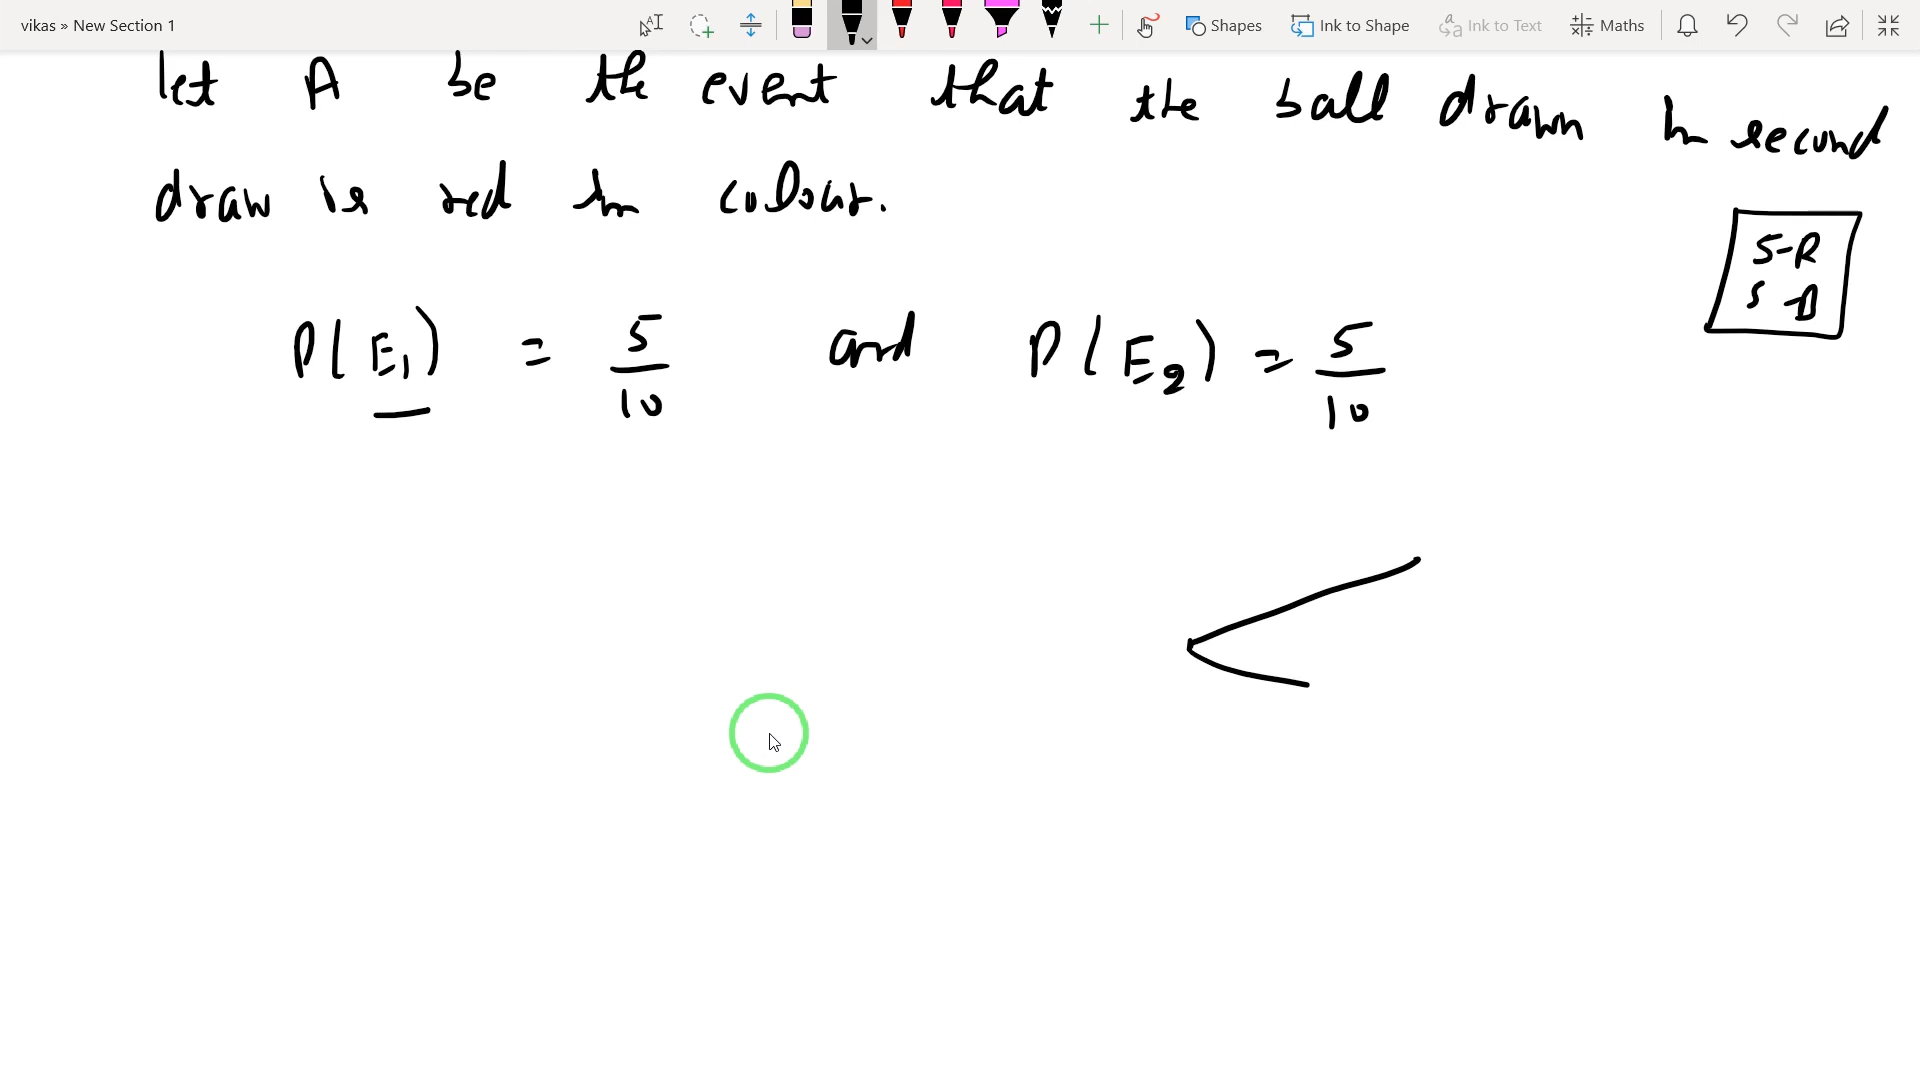 vikas » New Section 1
Shapes Ink to Shape Ink to Text Maths
let A be the event that the ball drawn in second
draw is red in colour.
5-R
5-B
P(E₁) = 5/10 and P(E₂) = 5/10